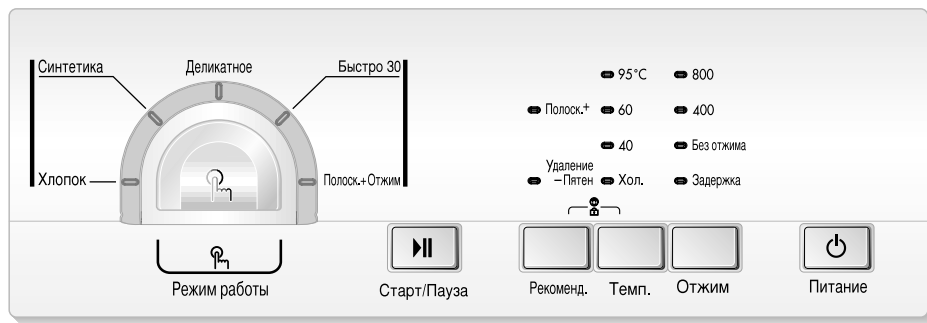 Синтетика
Деликатное
Быстро 30
Хлопок
Полоск.+Отжим
Режим работы
Старт/Пауза
95°C
800
Полоск.+
60
400
40
Без отжима
Удаление
–Пятен
Хол.
Задержка
Рекоменд.
Темп.
Отжим
Питание